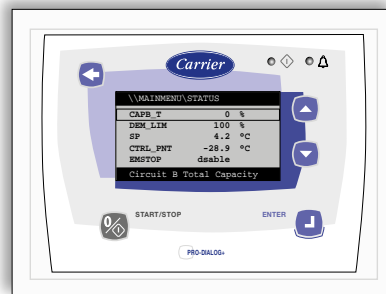 Carrier
\\MAINMENU\STATUS
CAPB_T 0 %
DEM_LIM 100 %
SP 4.2 °C
CTRL_PNT -28.9 °C
EMSTOP dsable
Circuit B Total Capacity
START/STOP
ENTER
PRO-DIALOG+